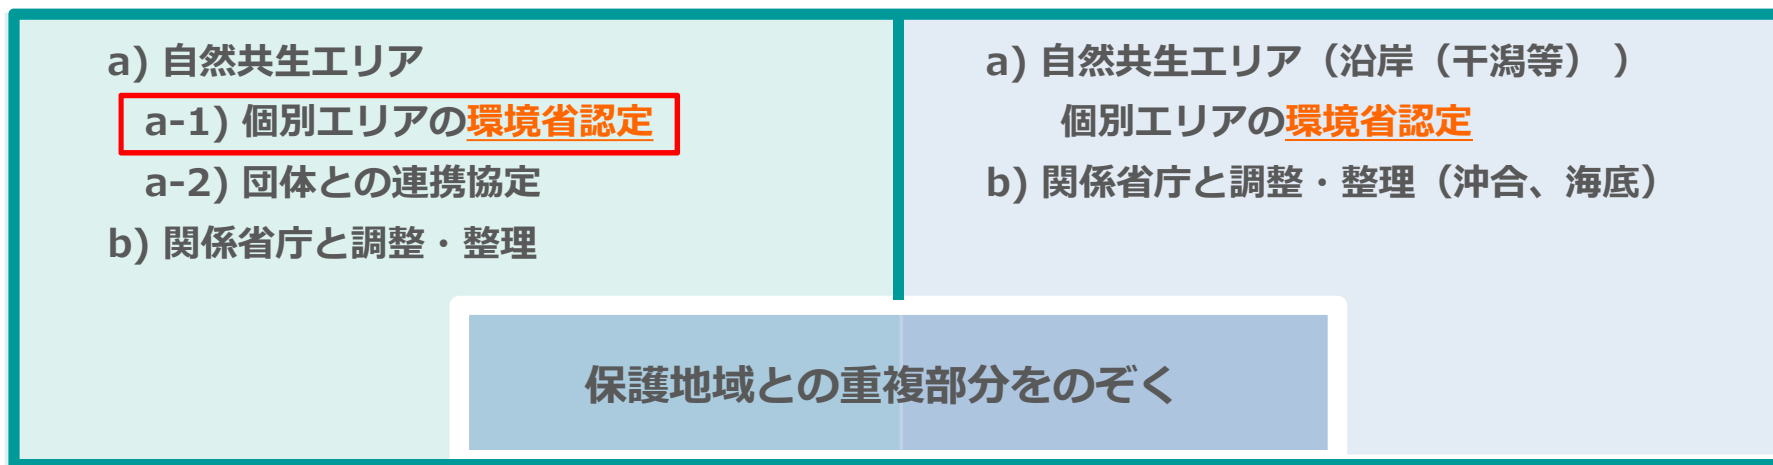 a) 自然共生エリア
a-1) 個別エリアの環境省認定
a-2) 団体との連携協定
b) 関係省庁と調整・整理
a) 自然共生エリア（沿岸（干潟等） ）
個別エリアの環境省認定
b) 関係省庁と調整・整理（沖合、海底）
保護地域との重複部分をのぞく